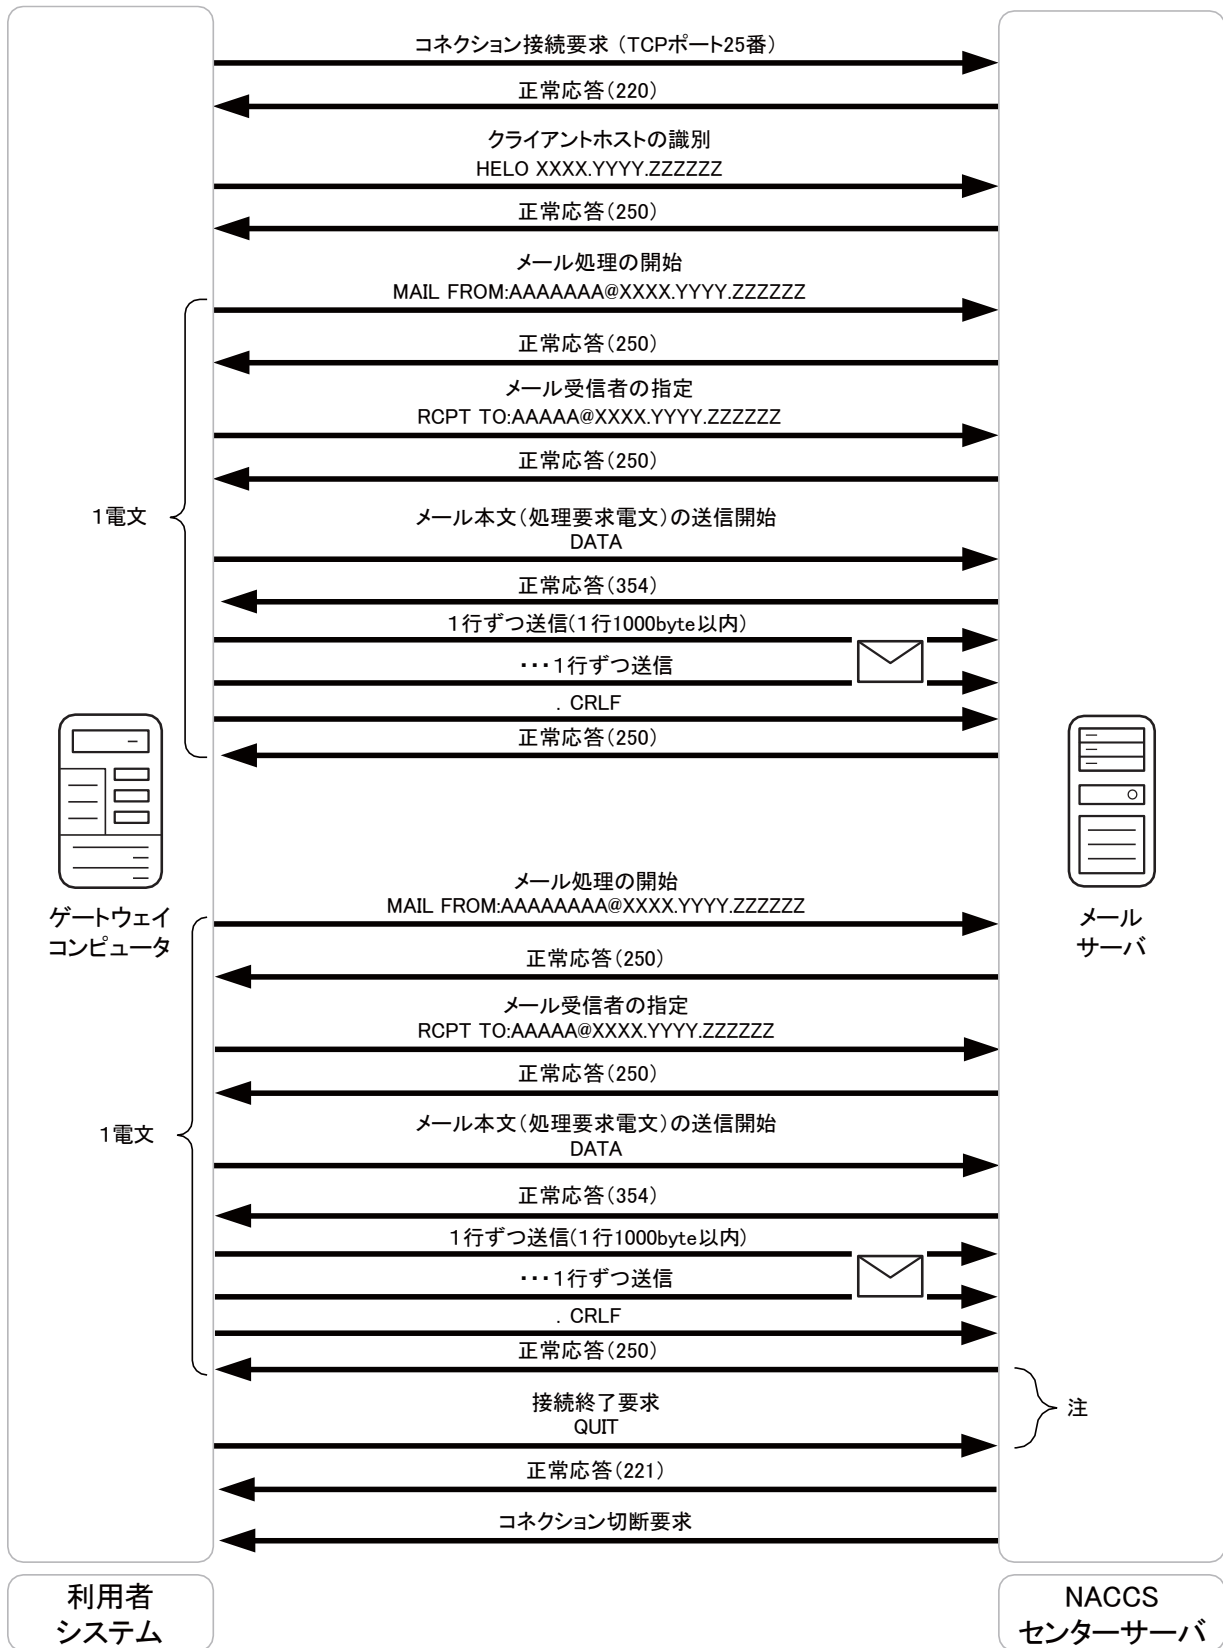 コネクション接続要求（TCPポート25番）
正常応答（220）
クライアントホストの識別
HELO XXXX.YYYY.ZZZZZZ
正常応答（250）
メール処理の開始
MAIL FROM:AAAAAAA@XXXX.YYYY.ZZZZZZ
正常応答（250）
メール受信者の指定
RCPT TO:AAAAA@XXXX.YYYY.ZZZZZZ
正常応答（250）
1電文
メール本文（処理要求電文）の送信開始
DATA
正常応答（354）
1行ずつ送信(1行1000byte以内)
・・・1行ずつ送信
. CRLF
正常応答（250）
ゲートウェイ
コンピュータ
メール
サーバ
メール処理の開始
MAIL FROM:AAAAAAAA@XXXX.YYYY.ZZZZZZ
正常応答（250）
メール受信者の指定
RCPT TO:AAAAA@XXXX.YYYY.ZZZZZZ
正常応答（250）
1電文
メール本文（処理要求電文）の送信開始
DATA
正常応答（354）
1行ずつ送信(1行1000byte以内)
・・・1行ずつ送信
. CRLF
正常応答（250）
接続終了要求
QUIT
注
正常応答（221）
コネクション切断要求
利用者
システム
NACCS
センターサーバ